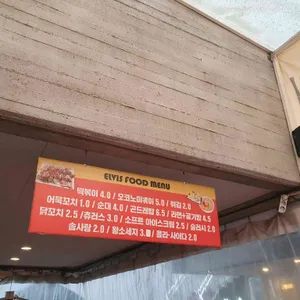 ELVIS FOOD MENU
떡볶이 4.0 / 오코노미야끼 5.0 / 튀김 2.0
어묵꼬치 1.0 / 순대 4.0 / 곤드레밥 6.5 / 라면+공기밥 4.5
닭꼬치 2.5 / 츄러스 3.0 / 소프트 아이스크림 2.5 / 슬러시 2.0
솜사탕 2.0 / 왕소세지 3. / 콜라·사이다 2.0